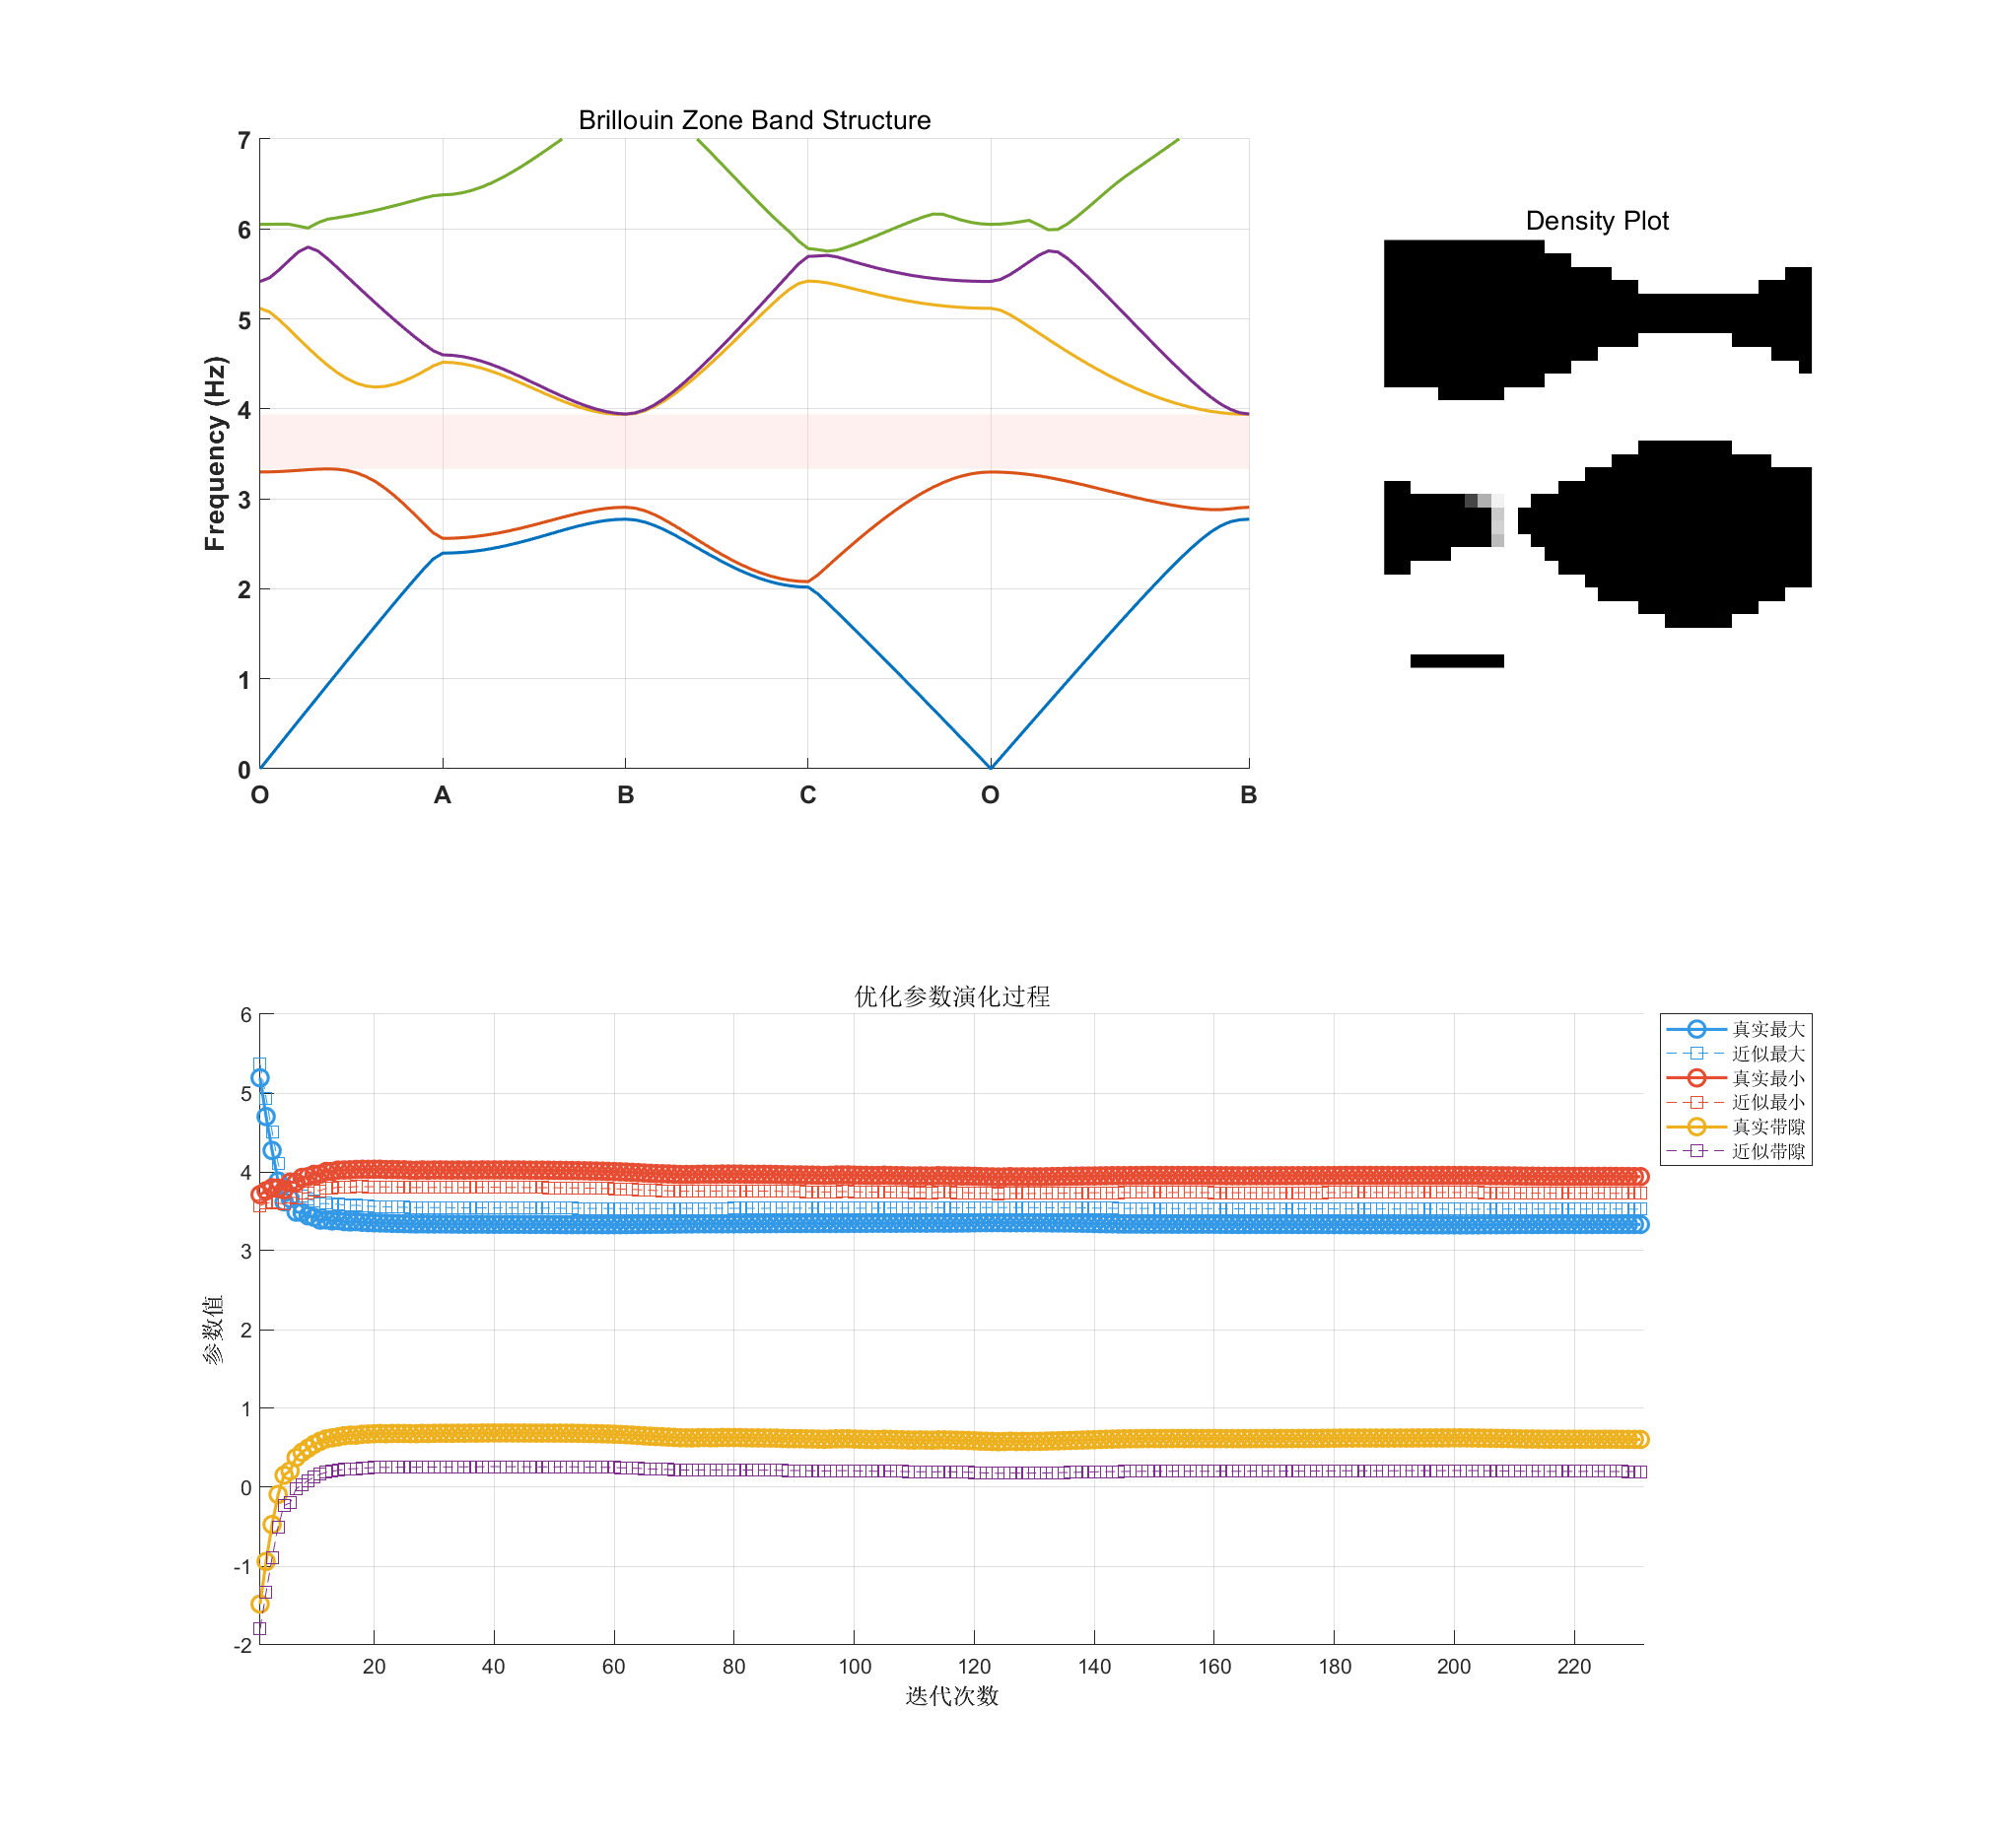 Brillouin Zone Band Structure
7
6
5
4
3
2
1
0
Frequency (Hz)
O A B C O B
Density Plot
优化参数演化过程
6
5
4
3
2
1
0
-1
-2
参数值
20 40 60 80 100 120 140 160 180 200 220
迭代次数
真实最大
近似最大
真实最小
近似最小
真实带隙
近似带隙